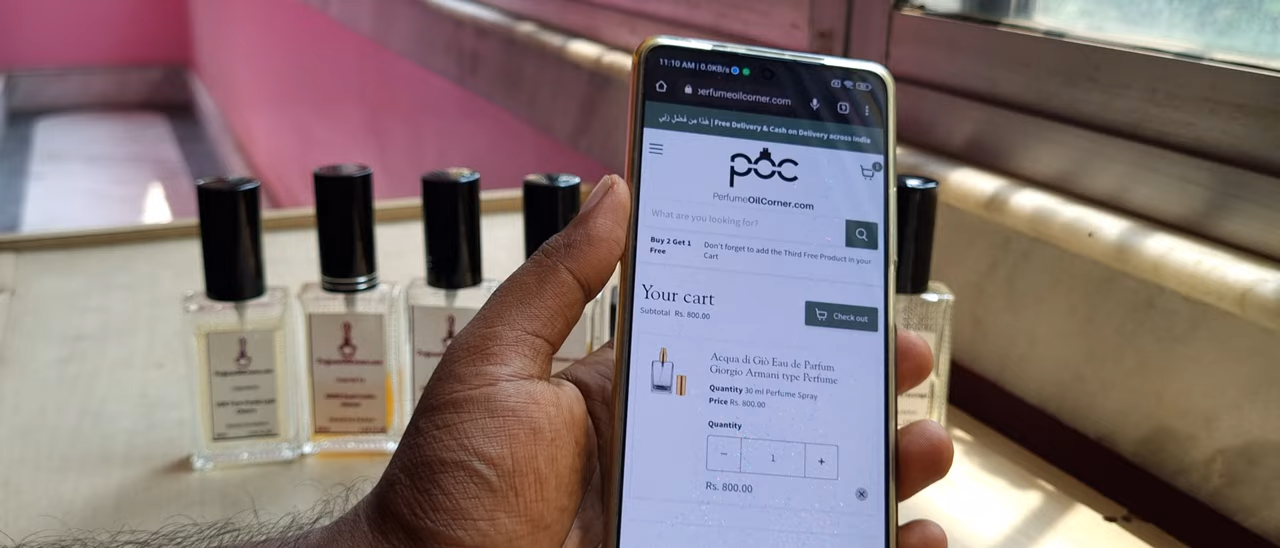 11:10 AM | 0.0KB/s
perfumeoilcorner.com
9
هٰذَا مِن فَضْلِ رَبِّي | Free Delivery & Cash on Delivery across India
poc
PerfumeOilCorner.com
What are you looking for?
Buy 2 Get 1
Free
Don't forget to add the Third Free Product in your
Cart
Your cart
Subtotal Rs. 800.00
Check out
Acqua di Giò Eau de Parfum
Giorgio Armani type Perfume
Quantity 30 ml Perfume Spray
Price Rs. 800.00
Quantity
− 1 +
Rs. 800.00